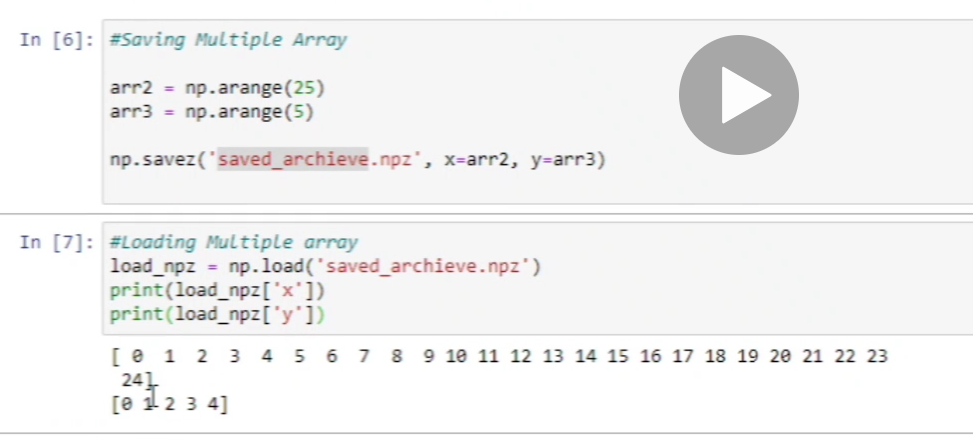 In [6]: #Saving Multiple Array
arr2 = np.arange(25)
arr3 = np.arange(5)
np.savez('saved_archieve.npz', x=arr2, y=arr3)
In [7]: #Loading Multiple array
load_npz = np.load('saved_archieve.npz')
print(load_npz['x'])
print(load_npz['y'])
[ 0 1 2 3 4 5 6 7 8 9 10 11 12 13 14 15 16 17 18 19 20 21 22 23
24]
[0 1 2 3 4]